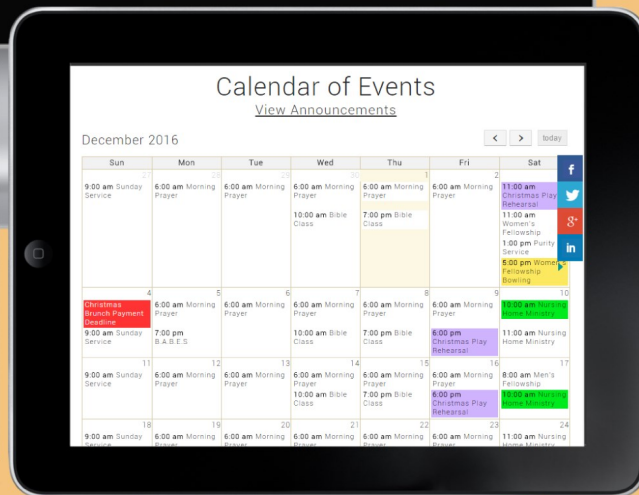 Calendar of Events
View Announcements
December 2016
< > today
Sun Mon Tue Wed Thu Fri Sat
27 28 29 30 1 2
9:00 am Sunday
Service
6:00 am Morning
Prayer
6:00 am Morning
Prayer
6:00 am Morning
Prayer
10:00 am Bible
Class
6:00 am Morning
Prayer
7:00 pm Bible
Class
6:00 am Morning
Prayer
11:00 am
Christmas Play
Rehearsal
11:00 am
Women's
Fellowship
1:00 pm Purity
Service
5:00 pm Women's
Fellowship
Bowling
f
g+
in
4 5 6 7 8 9 10
Christmas
Brunch Payment
Deadline
9:00 am Sunday
Service
6:00 am Morning
Prayer
7:00 pm
B.A.B.E.S
6:00 am Morning
Prayer
6:00 am Morning
Prayer
10:00 am Bible
Class
6:00 am Morning
Prayer
7:00 pm Bible
Class
6:00 am Morning
Prayer
6:00 pm
Christmas Play
Rehearsal
10:00 am Nursing
Home Ministry
11:00 am Nursing
Home Ministry
11 12 13 14 15 16 17
9:00 am Sunday
Service
6:00 am Morning
Prayer
6:00 am Morning
Prayer
6:00 am Morning
Prayer
10:00 am Bible
Class
6:00 am Morning
Prayer
7:00 pm Bible
Class
6:00 am Morning
Prayer
6:00 pm
Christmas Play
Rehearsal
8:00 am Men's
Fellowship
10:00 am Nursing
Home Ministry
18 19 20 21 22 23 24
9:00 am Sunday
Service
6:00 am Morning
Prayer
6:00 am Morning
Prayer
6:00 am Morning
Prayer
6:00 am Morning
Prayer
6:00 am Morning
Prayer
11:00 am Nursing
Home Ministry